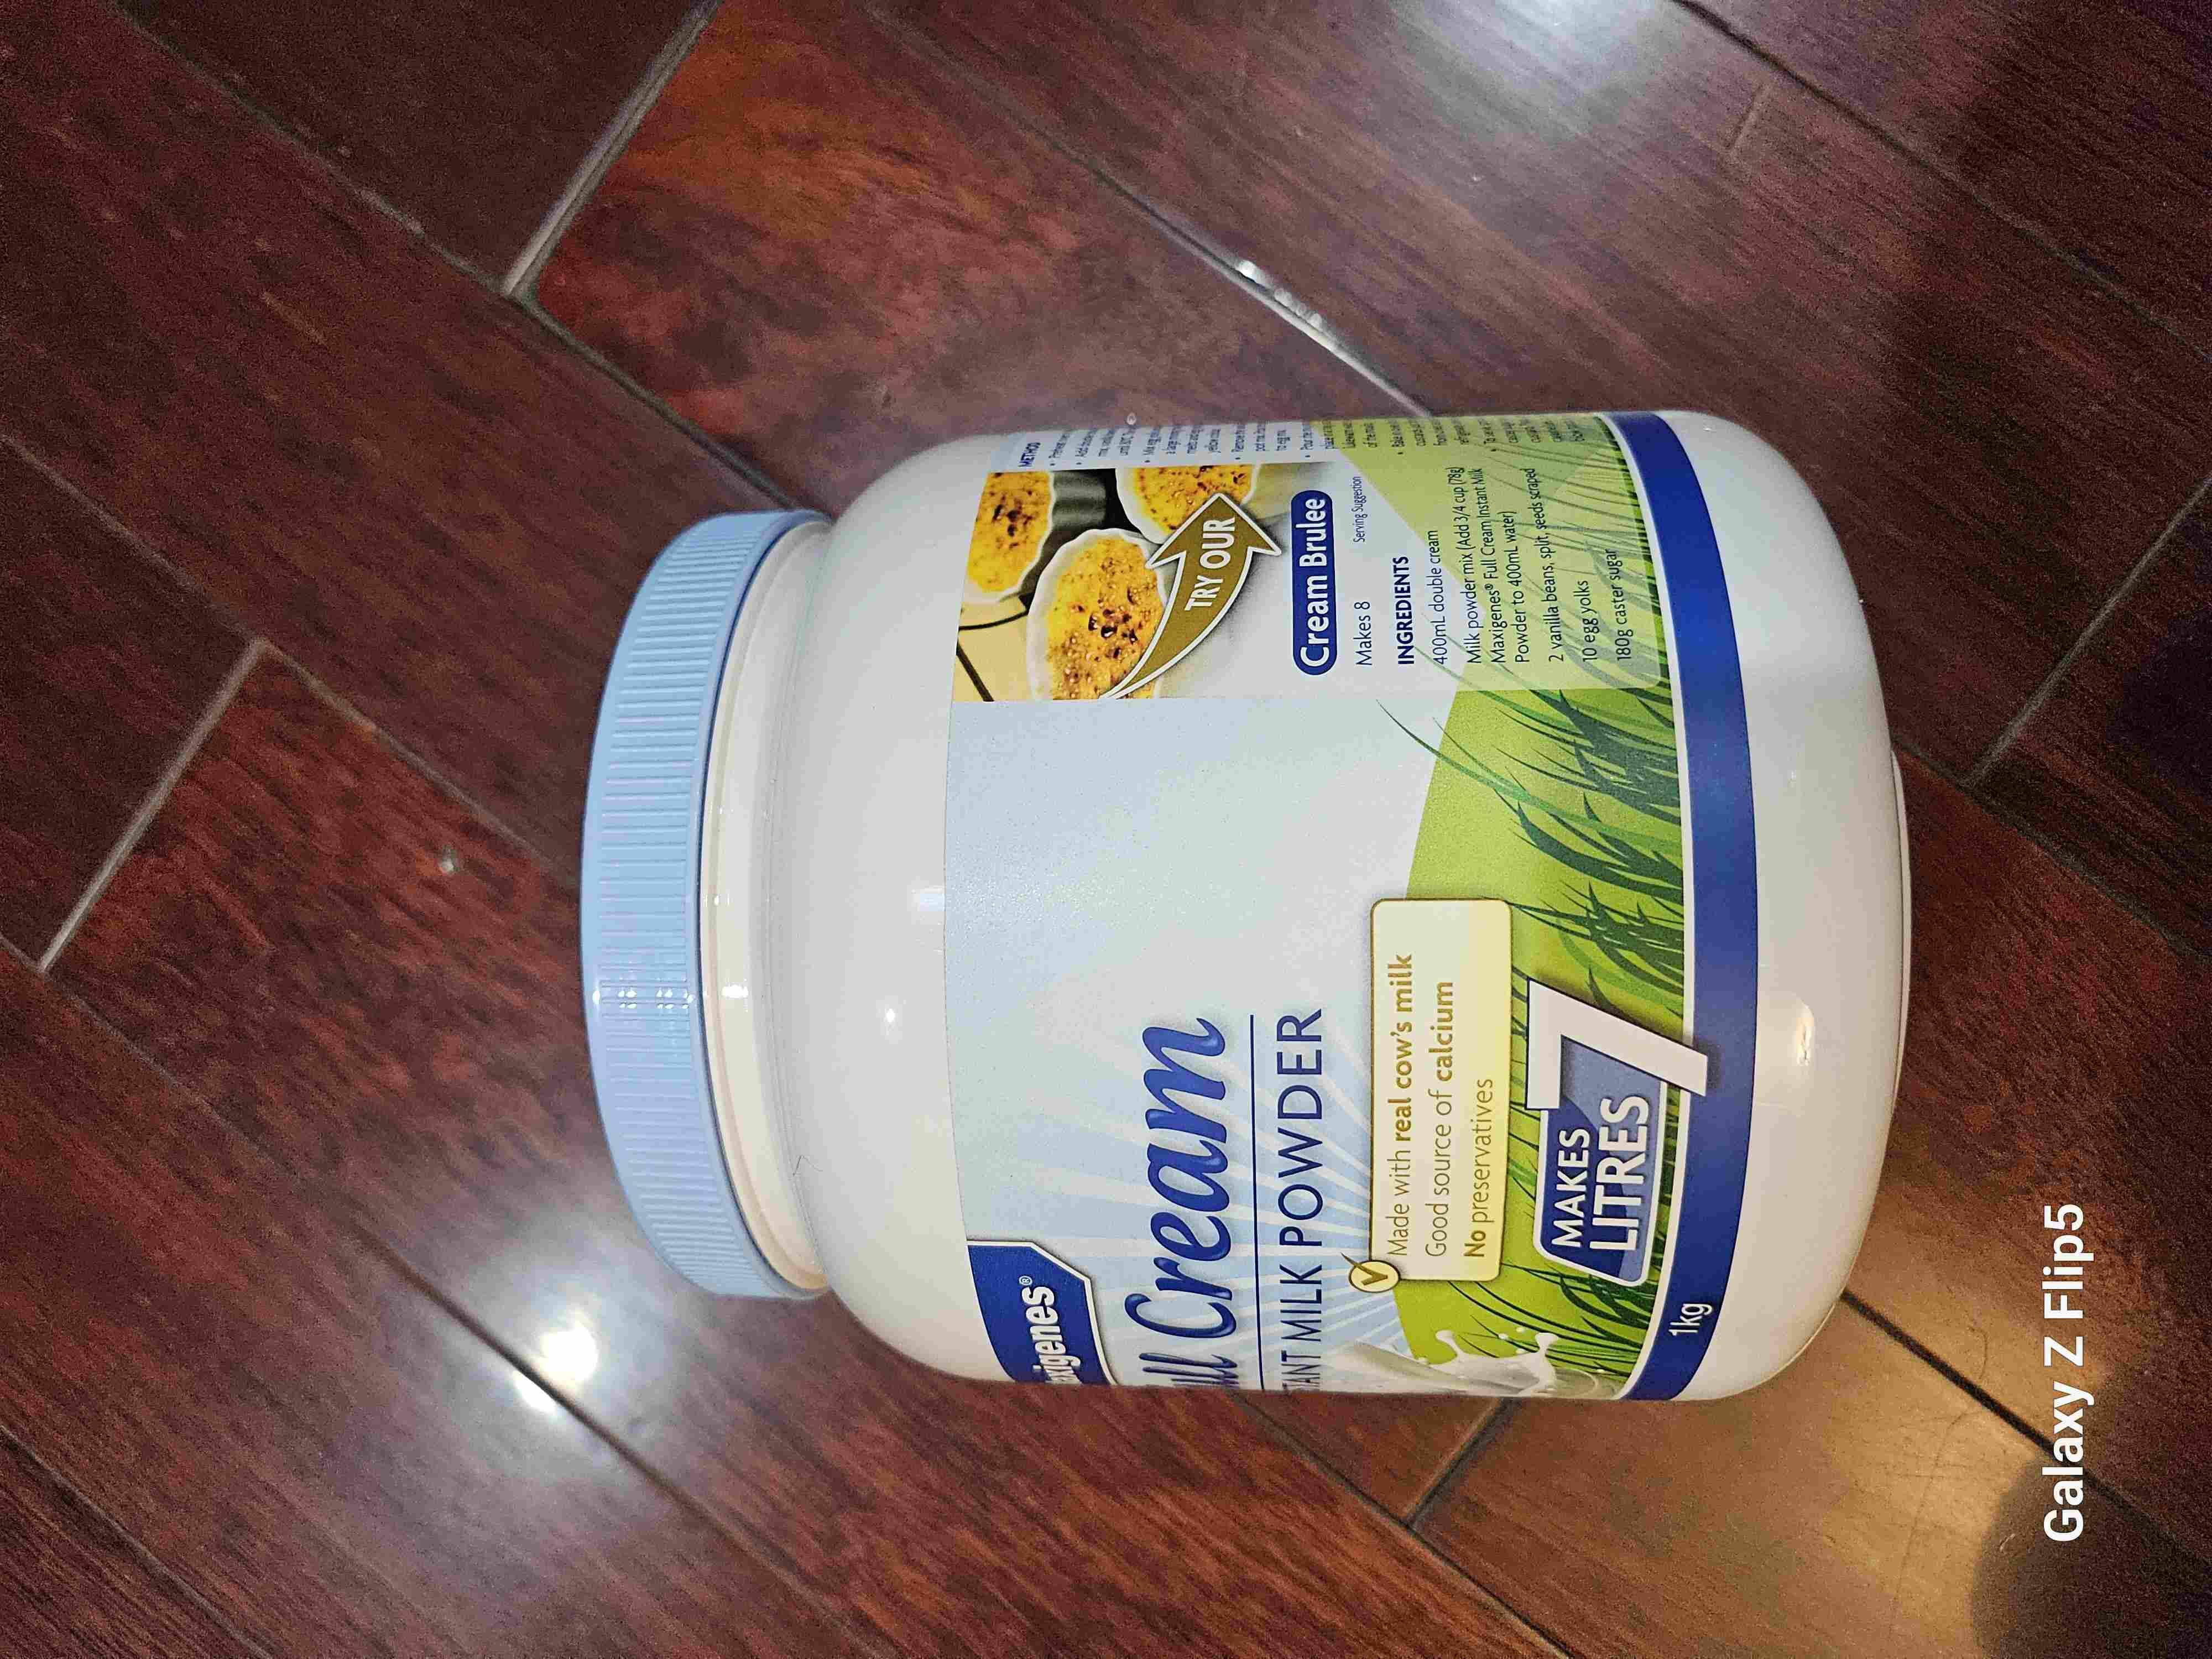 Full Cream
INSTANT MILK POWDER
Made with real cow's milk
Good source of calcium
No preservatives
MAKES
LITRES
7
1kg
TRY OUR
Cream Brulee
Makes 8
Serving Suggestion
INGREDIENTS
400mL double cream
Milk powder mix (Add 3/4 cup (78g)
Maxigenes® Full Cream Instant Milk
Powder to 400mL water)
2 vanilla beans, split, seeds scraped
10 egg yolks
180g caster sugar
METHOD
Galaxy Z Flip5